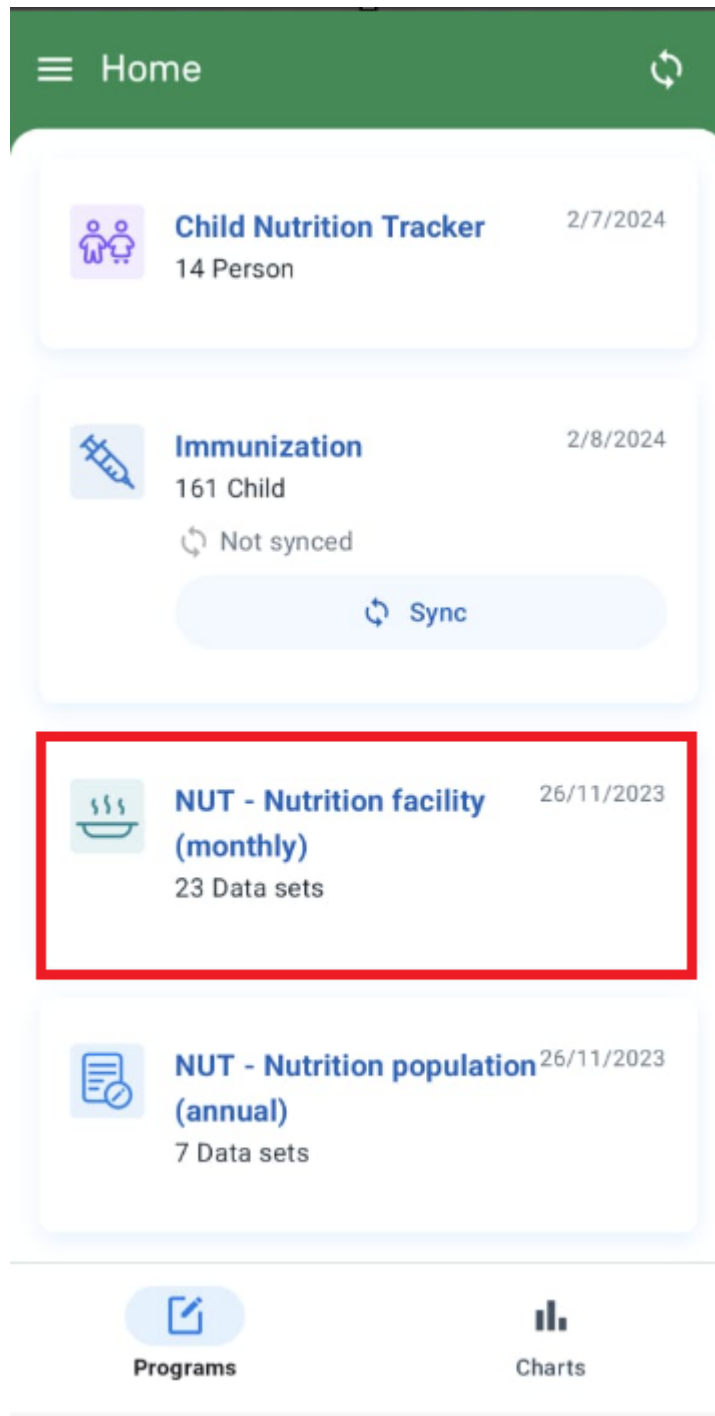 Home
Child Nutrition Tracker
2/7/2024
14 Person
Immunization
2/8/2024
161 Child
Not synced
Sync
NUT - Nutrition facility
26/11/2023
(monthly)
23 Data sets
NUT - Nutrition population
26/11/2023
(annual)
7 Data sets
Programs
Charts